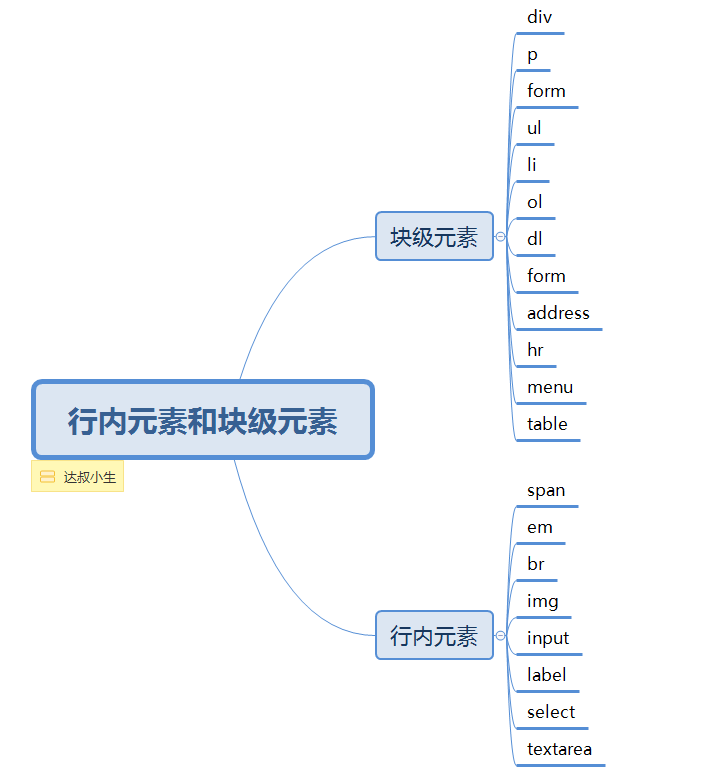 行内元素和块级元素
达叔小生
块级元素
div
p
form
ul
li
ol
dl
form
address
hr
menu
table
行内元素
span
em
br
img
input
label
select
textarea